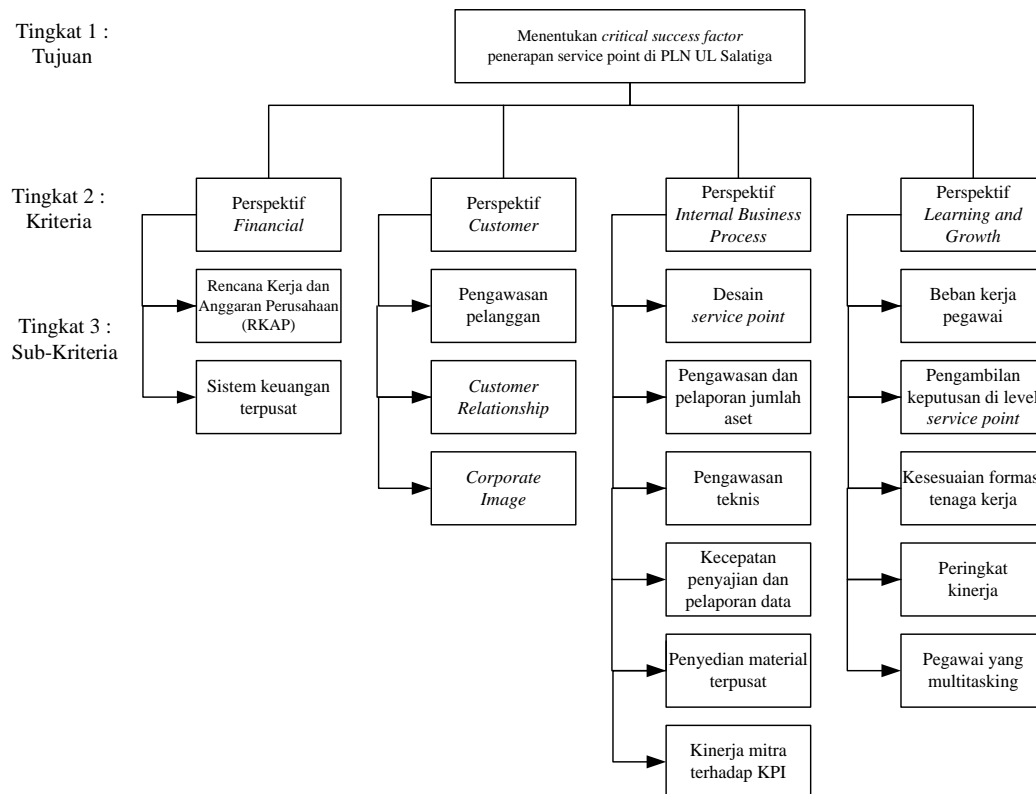 Tingkat 1 :
Tujuan
Menentukan critical success factor
penerapan service point di PLN UL Salatiga
Tingkat 2 :
Kriteria
Perspektif
Financial
Perspektif
Customer
Perspektif
Internal Business
Process
Perspektif
Learning and
Growth
Tingkat 3 :
Sub-Kriteria
Rencana Kerja dan
Anggaran Perusahaan
(RKAP)
Sistem keuangan
terpusat
Pengawasan
pelanggan
Customer
Relationship
Corporate
Image
Desain
service point
Pengawasan dan
pelaporan jumlah
aset
Pengawasan
teknis
Kecepatan
penyajian dan
pelaporan data
Penyedian material
terpusat
Kinerja mitra
terhadap KPI
Beban kerja
pegawai
Pengambilan
keputusan di level
service point
Kesesuaian formasi
tenaga kerja
Peringkat
kinerja
Pegawai yang
multitasking